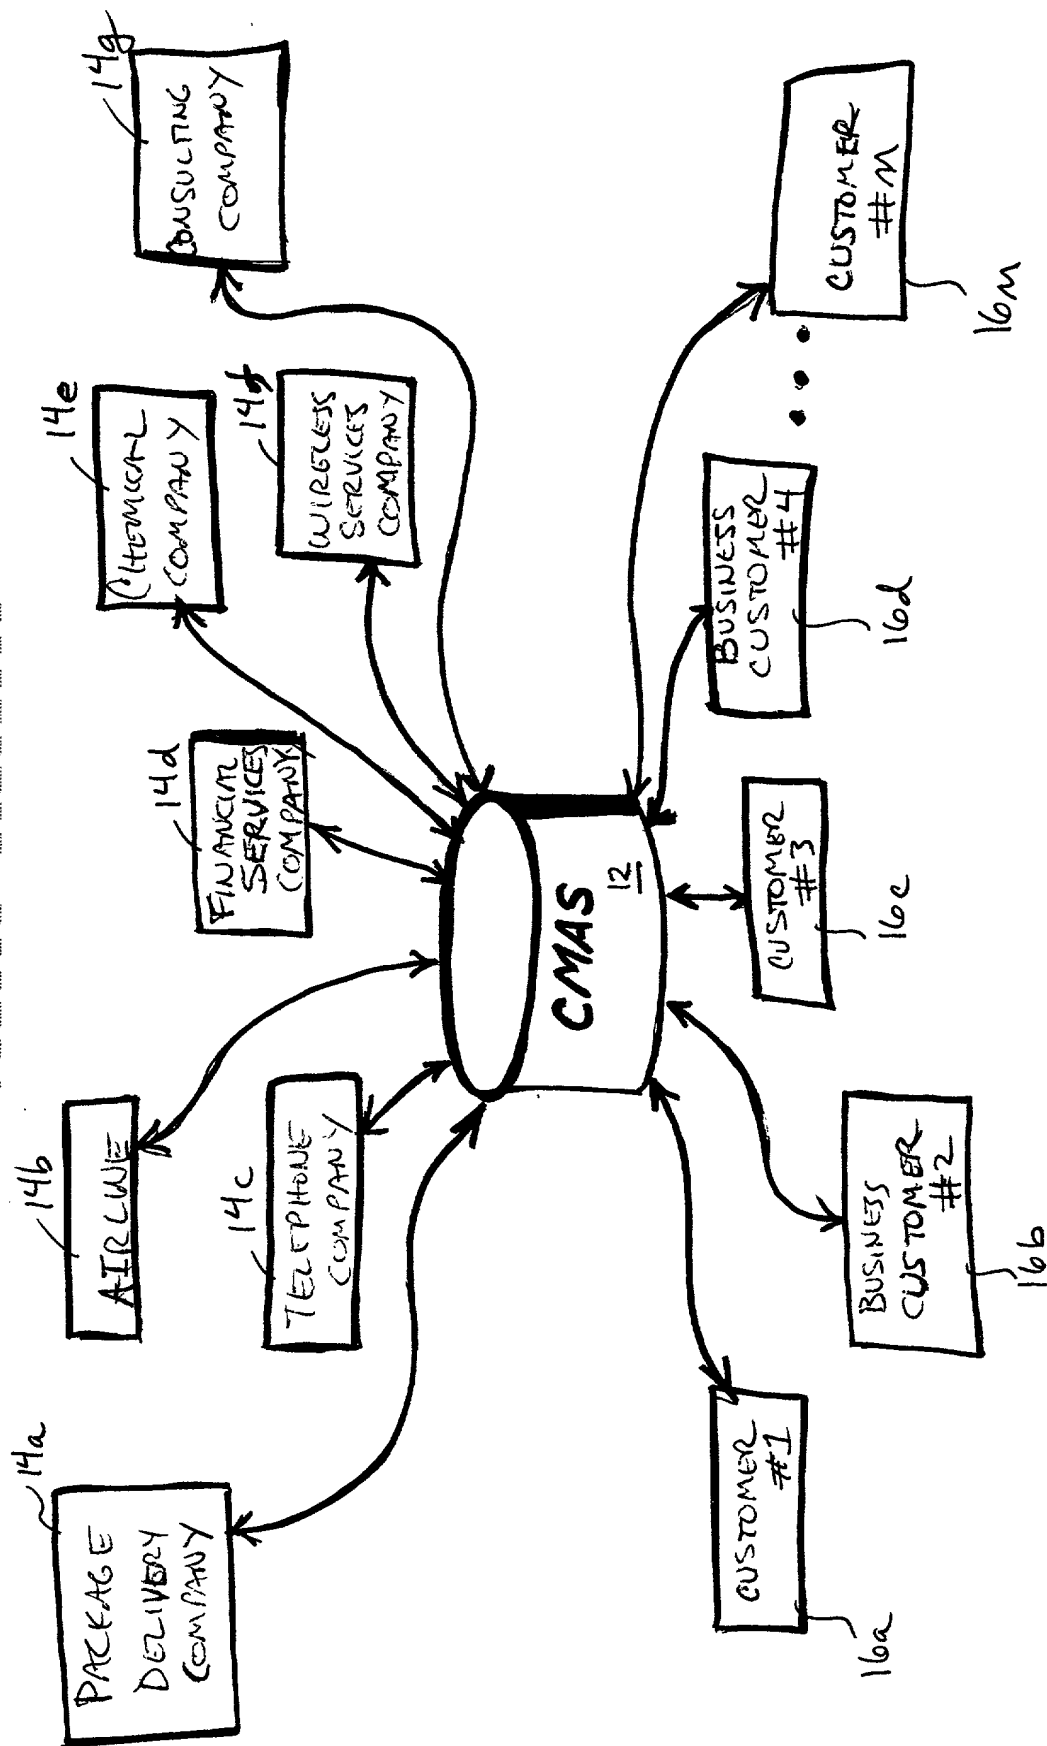 14a
PACKAGE
DELIVERY
COMPANY
14b
AIRLINE
14c
TELEPHONE
COMPANY
14d
FINANCIAL
SERVICES
COMPANY
14e
CHEMICAL
COMPANY
14f
WIRELESS
SERVICES
COMPANY
14g
CONSULTING
COMPANY
CMAS
12
CUSTOMER
#1
16a
BUSINESS
CUSTOMER
#2
16b
CUSTOMER
#3
16c
BUSINESS
CUSTOMER
#4
16d
CUSTOMER
#n
16n